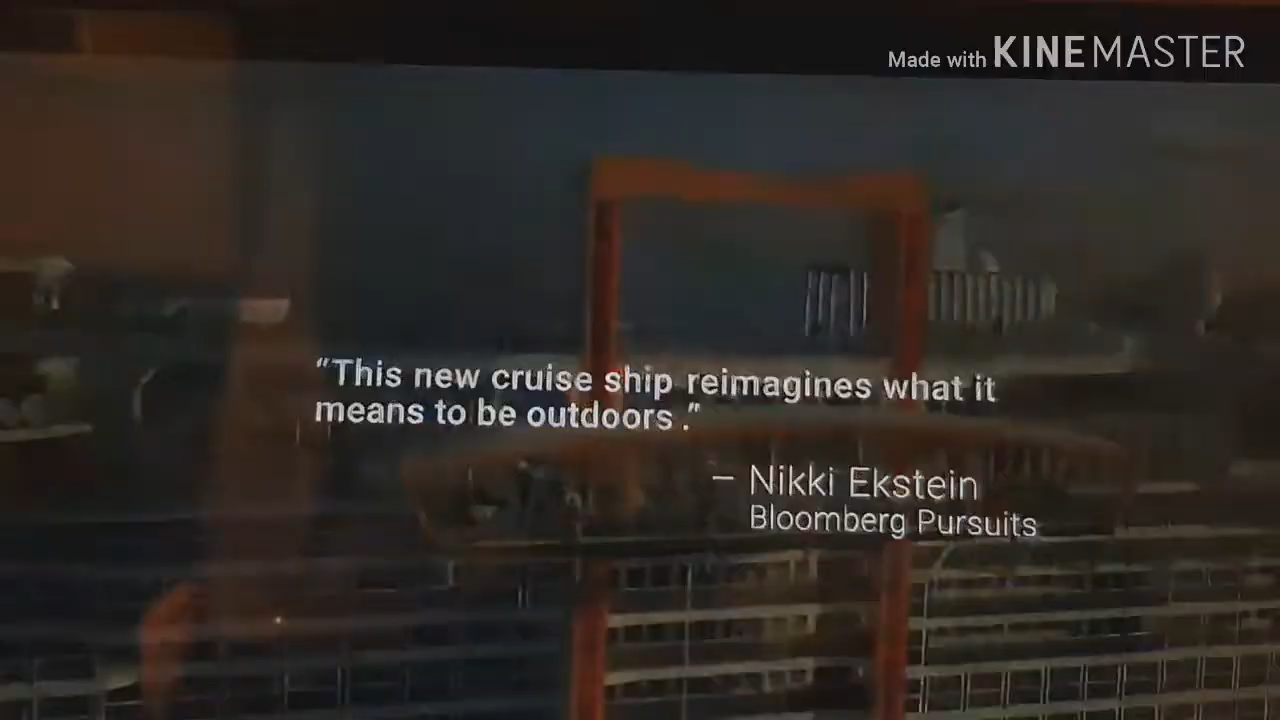 Made with KINEMASTER
“This new cruise ship reimagines what it
means to be outdoors.”
– Nikki Ekstein
Bloomberg Pursuits